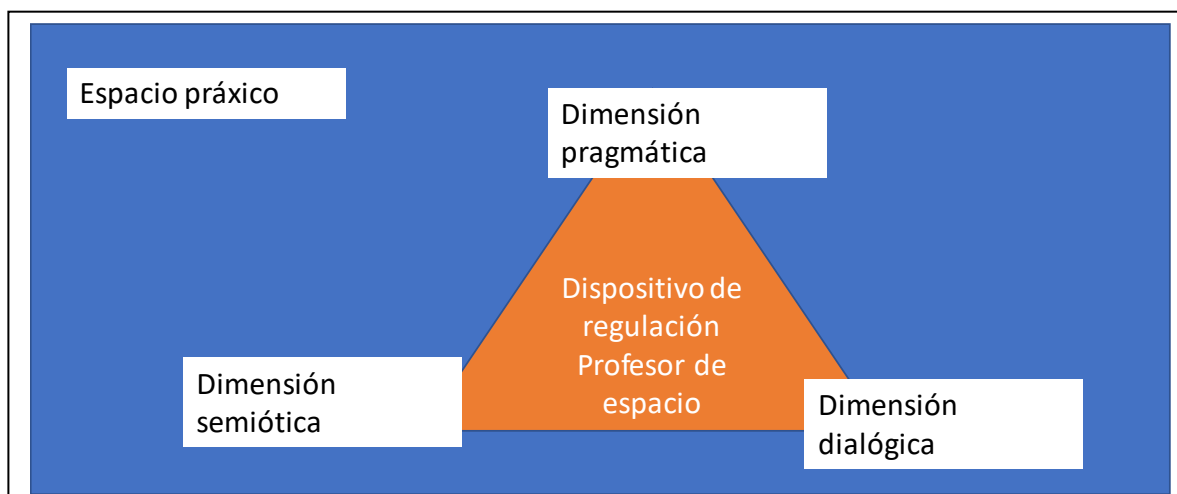 Espacio práxico
Dimensión
pragmática
Dispositivo de
regulación
Profesor de
espacio
Dimensión
semiótica
Dimensión
dialógica